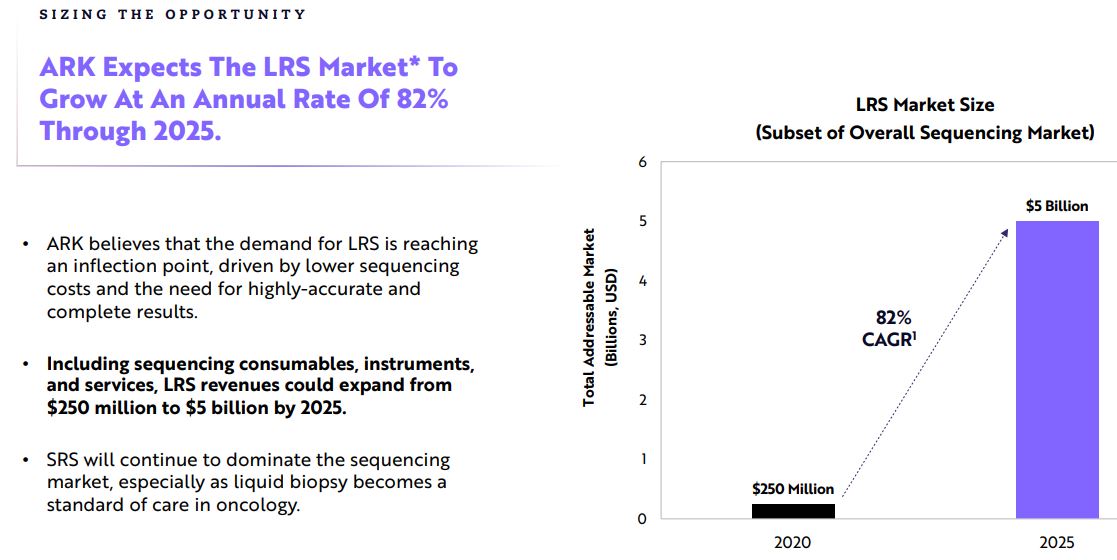 SIZING THE OPPORTUNITY
ARK Expects The LRS Market* To
Grow At An Annual Rate Of 82%
Through 2025.
• ARK believes that the demand for LRS is reaching
an inflection point, driven by lower sequencing
costs and the need for highly-accurate and
complete results.
• Including sequencing consumables, instruments,
and services, LRS revenues could expand from
$250 million to $5 billion by 2025.
• SRS will continue to dominate the sequencing
market, especially as liquid biopsy becomes a
standard of care in oncology.
LRS Market Size
(Subset of Overall Sequencing Market)
Total Addressable Market
(Billions, USD)
6
5
4
3
2
1
0
$250 Million
82%
CAGR¹
$5 Billion
2020
2025